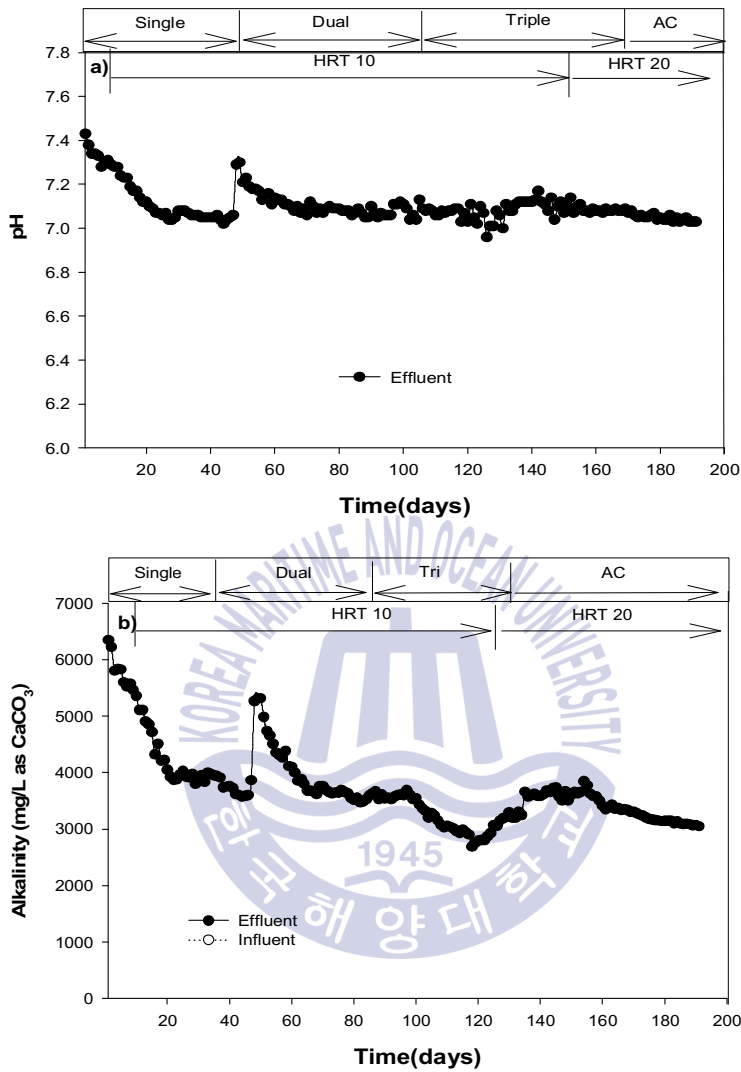 Single Dual Triple AC
a) HRT 10 HRT 20
7.8
7.6
7.4
7.2
7.0
6.8
6.6
6.4
6.2
6.0
pH
Effluent
20 40 60 80 100 120 140 160 180 200
Time(days)
KOREA MARITIME AND OCEAN UNIVERSITY
1945
한국해양대학교
Single Dual Tri AC
b) HRT 10 HRT 20
7000
6000
5000
4000
3000
2000
1000
0
Alkalinity (mg/L as CaCO₃)
Effluent
Influent
20 40 60 80 100 120 140 160 180 200
Time(days)